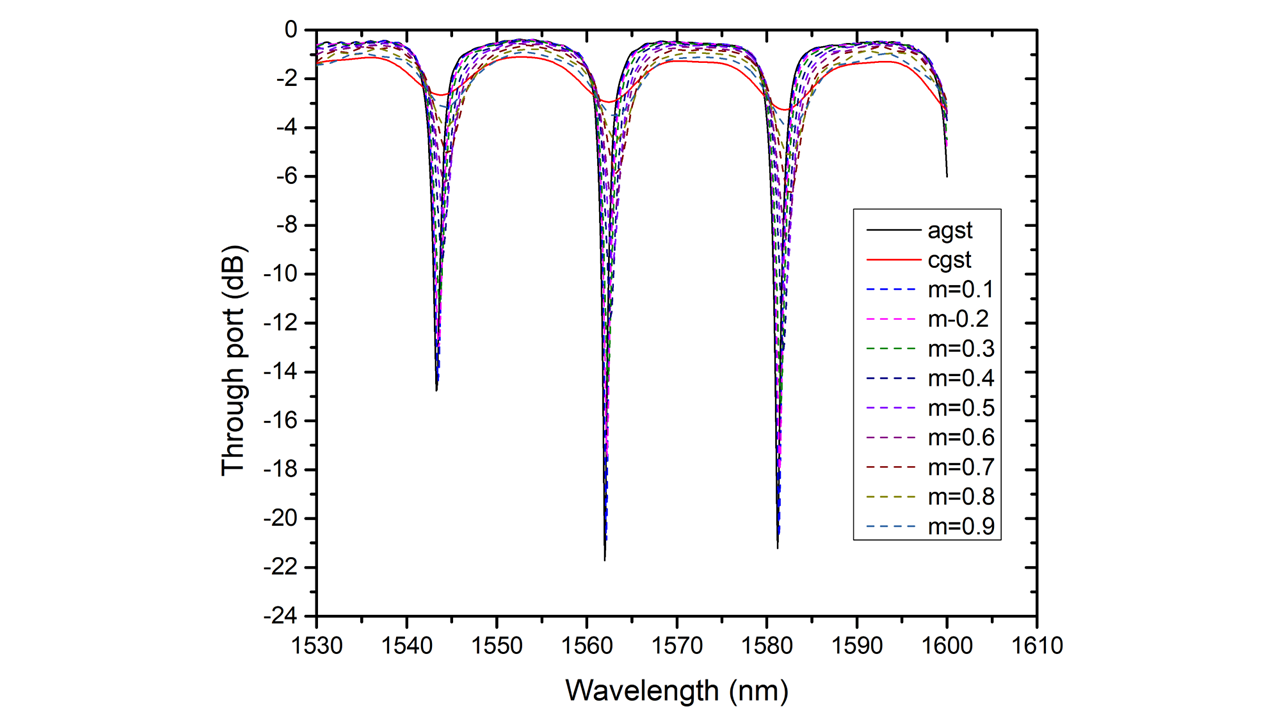 0
-2
-4
-6
-8
-10
-12
-14
-16
-18
-20
-22
-24
Through port (dB)
1530 1540 1550 1560 1570 1580 1590 1600 1610
Wavelength (nm)
agst
cgst
m=0.1
m-0.2
m=0.3
m=0.4
m=0.5
m=0.6
m=0.7
m=0.8
m=0.9